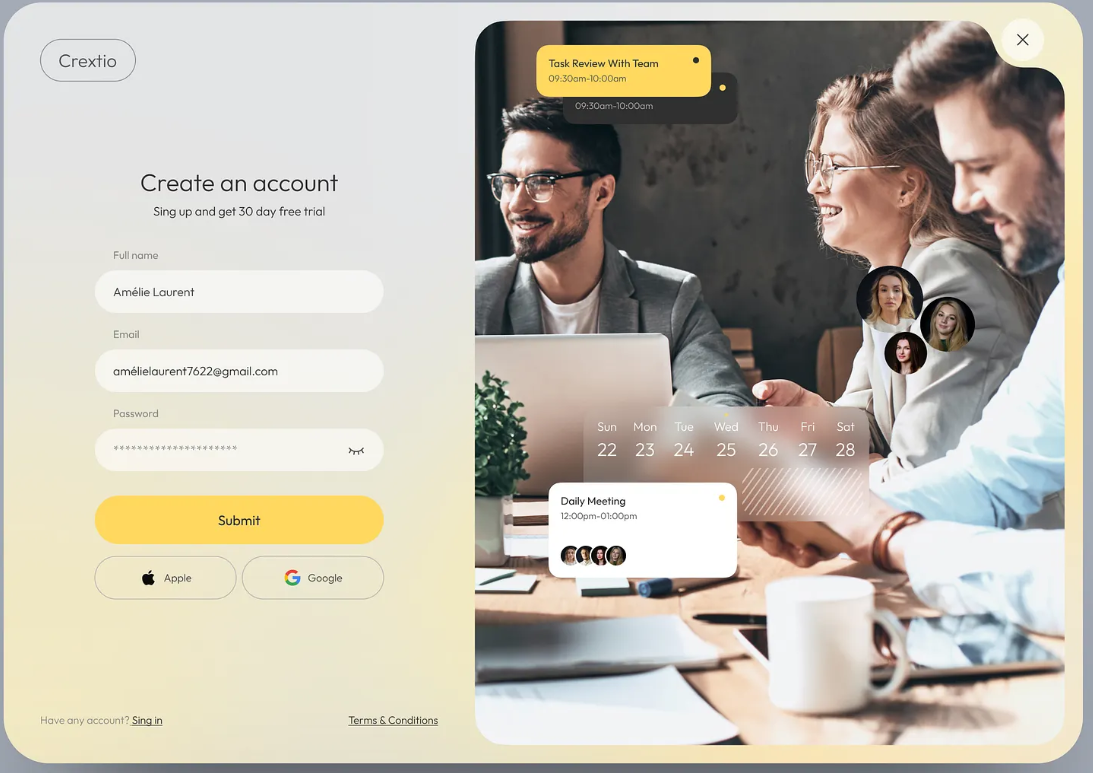 Crextio
Create an account
Sing up and get 30 day free trial
Full name
Amélie Laurent
Email
amélielaurent7622@gmail.com
Password
*********************
Submit
Apple
Google
Have any account? Sing in
Terms & Conditions
Task Review With Team
09:30am-10:00am
09:30am-10:00am
Sun Mon Tue Wed Thu Fri Sat
22 23 24 25 26 27 28
Daily Meeting
12:00pm-01:00pm